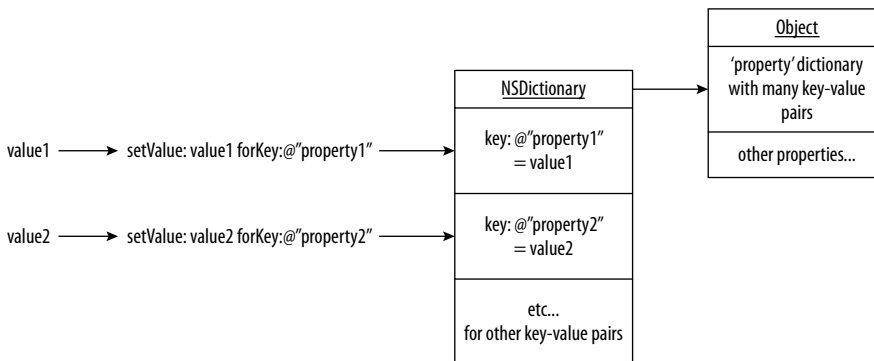 Object
‘property’ dictionary
with many key-value
pairs
other properties...
NSDictionary
value1
setValue: value1 forKey:@”property1”
key: @”property1”
= value1
value2
setValue: value2 forKey:@”property2”
key: @”property2”
= value2
etc...
for other key-value pairs